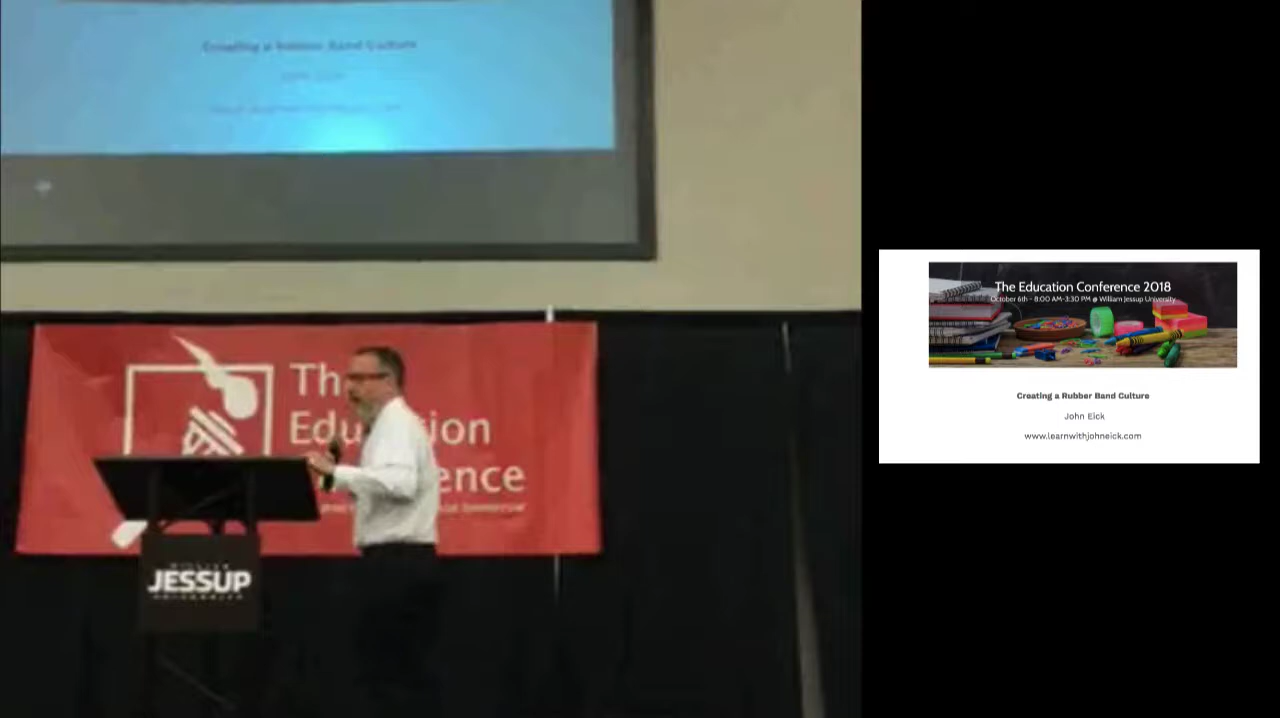 Creating a Rubber Band Culture
The
Education
ence
JESSUP
The Education Conference 2018
October 6th - 8:00 AM-3:30 PM @ William Jessup University
Creating a Rubber Band Culture
John Eick
www.learnwithjohneick.com